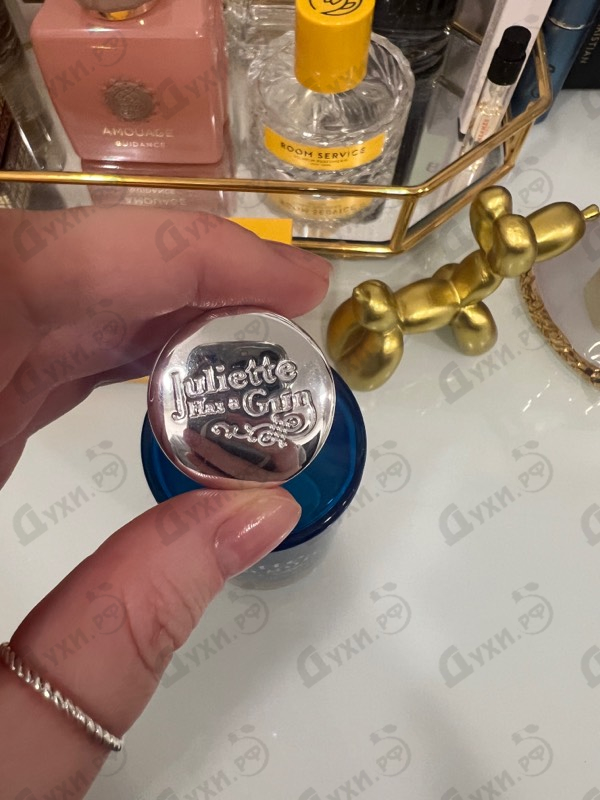 AMOUAGE
GUIDANCE
ROOM SERVICE
Juliette
Has a Gun
Духи.рф